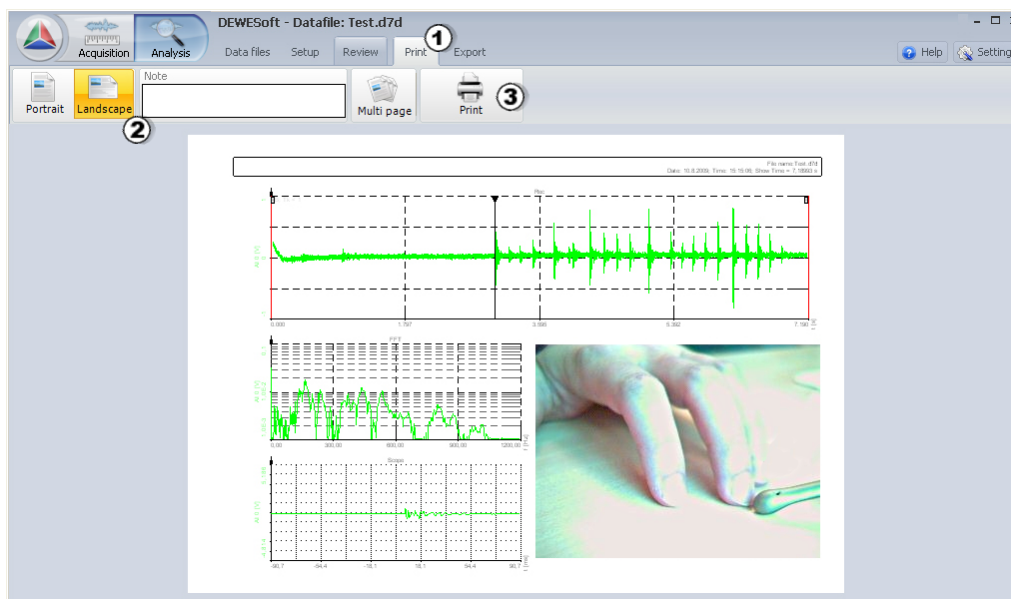 DEWESoft - Datafile: Test.d7d
Acquisition
Analysis
Data files Setup Review Print 1 Export
Help Setting
Portrait
Landscape
2
Note
Multi page
Print
3
File name: Test.d7d
Rec
0.000 1.797 5.392 7.190
FFT
0,00 300,00 600,00 900,00 1200,00
Scope
-90,7 -54,4 -18,1 18,1 54,4 90,7